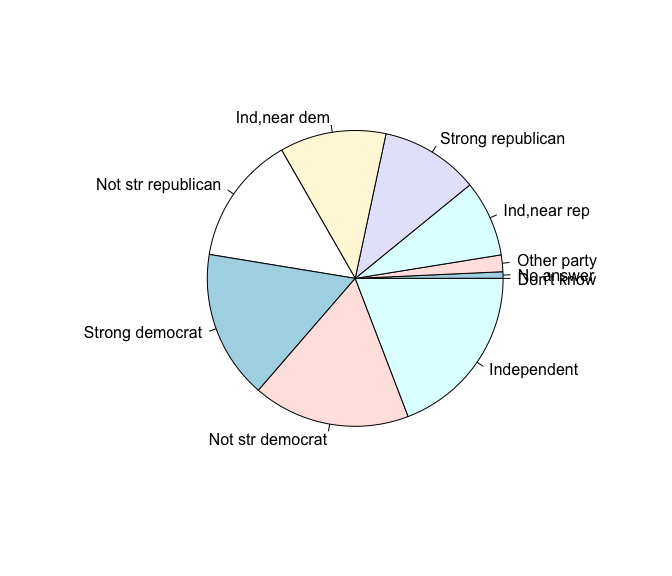 Ind,near dem
Strong republican
Not str republican
Ind,near rep
Other party
No answer
Don't know
Strong democrat
Independent
Not str democrat